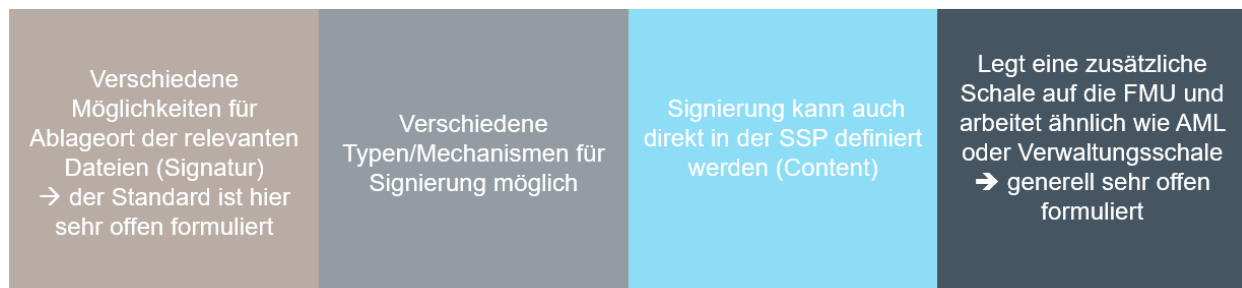 Verschiedene
Möglichkeiten für
Ablageort der relevanten
Dateien (Signatur)
→ der Standard ist hier
sehr offen formuliert
Verschiedene
Typen/Mechanismen für
Signierung möglich
Signierung kann auch
direkt in der SSP definiert
werden (Content)
Legt eine zusätzliche
Schale auf die FMU und
arbeitet ähnlich wie AML
oder Verwaltungsschale
➔ generell sehr offen
formuliert